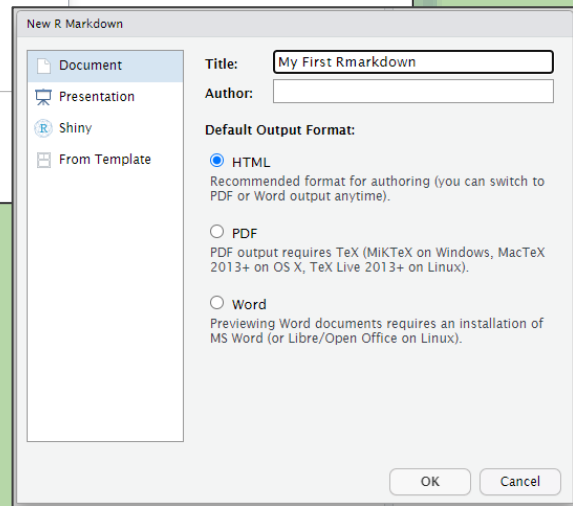 New R Markdown
Document
Presentation
R Shiny
From Template
Title: My First Rmarkdown
Author:
Default Output Format:
HTML
Recommended format for authoring (you can switch to
PDF or Word output anytime).
PDF
PDF output requires TeX (MiKTeX on Windows, MacTeX
2013+ on OS X, TeX Live 2013+ on Linux).
Word
Previewing Word documents requires an installation of
MS Word (or Libre/Open Office on Linux).
OK Cancel